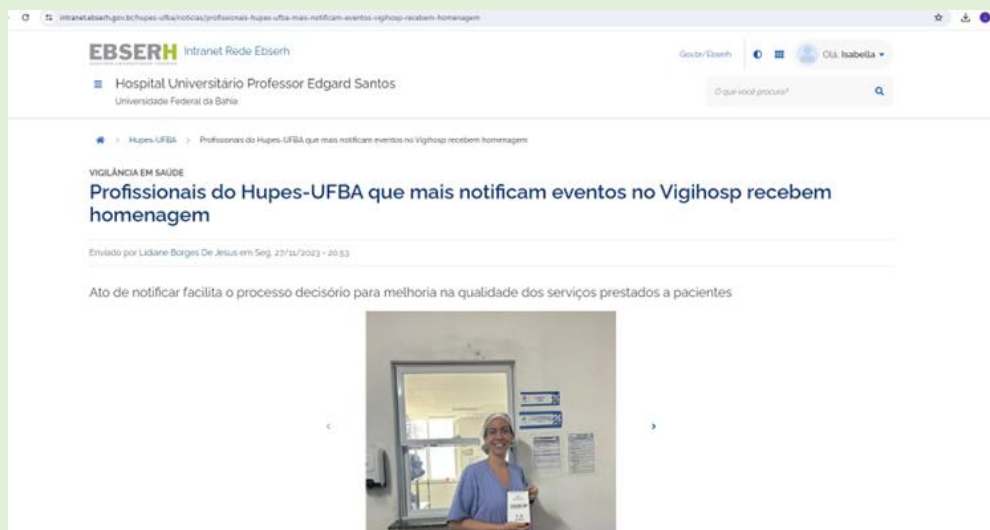 intranet.ebserh.gov.br/hupes-ufba/noticias/profissionais-hupes-ufba-mais-notificam-eventos-vigihosp-recebem-homenagem
EBSERH Intranet Rede Ebserh
Gov.br/Ebserh
Olá, Isabella
Hospital Universitário Professor Edgard Santos
Universidade Federal da Bahia
O que você procura?
Hupes-UFBA > Profissionais do Hupes-UFBA que mais notificam eventos no Vigihosp recebem homenagem
VIGILÂNCIA EM SAÚDE
Profissionais do Hupes-UFBA que mais notificam eventos no Vigihosp recebem
homenagem
Enviado por Lidiane Borges De Jesus em Seg, 27/11/2023 - 20:53
Ato de notificar facilita o processo decisório para melhoria na qualidade dos serviços prestados a pacientes